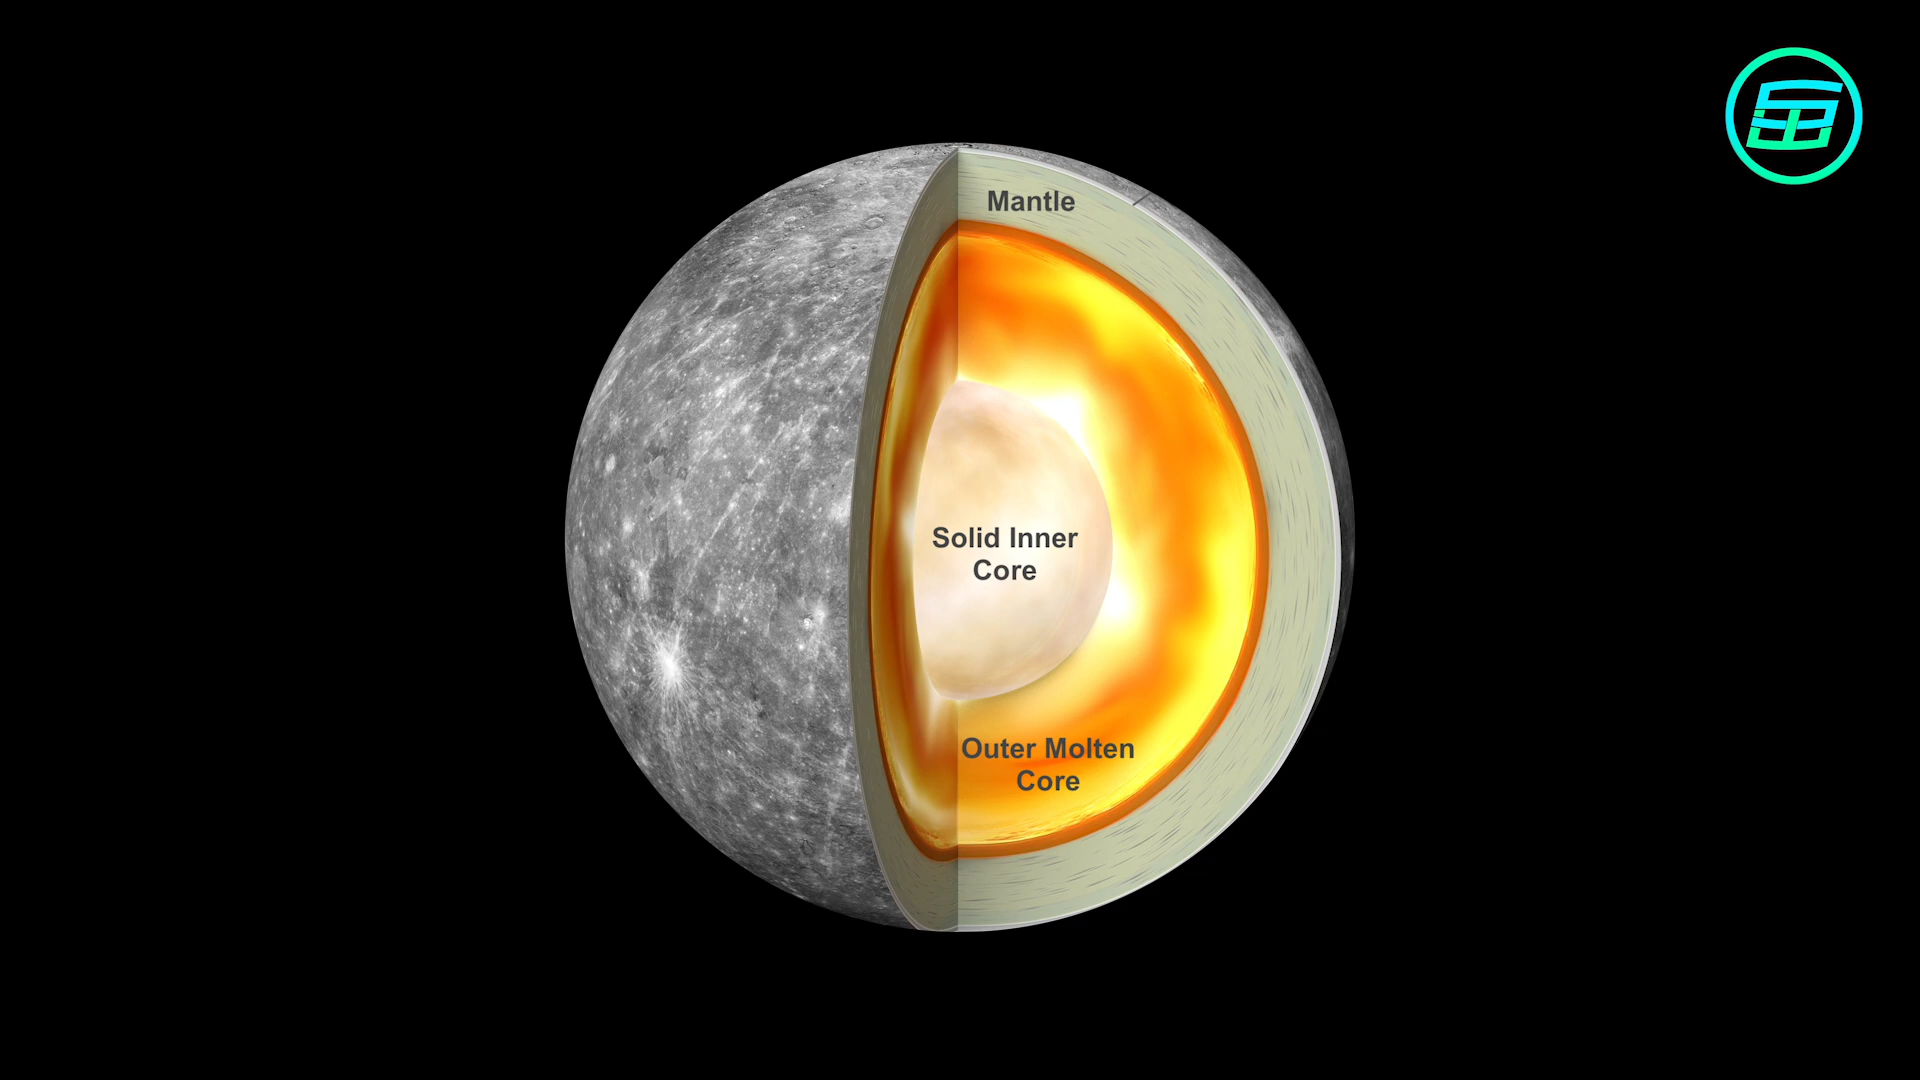 Mantle
Solid Inner
Core
Outer Molten
Core